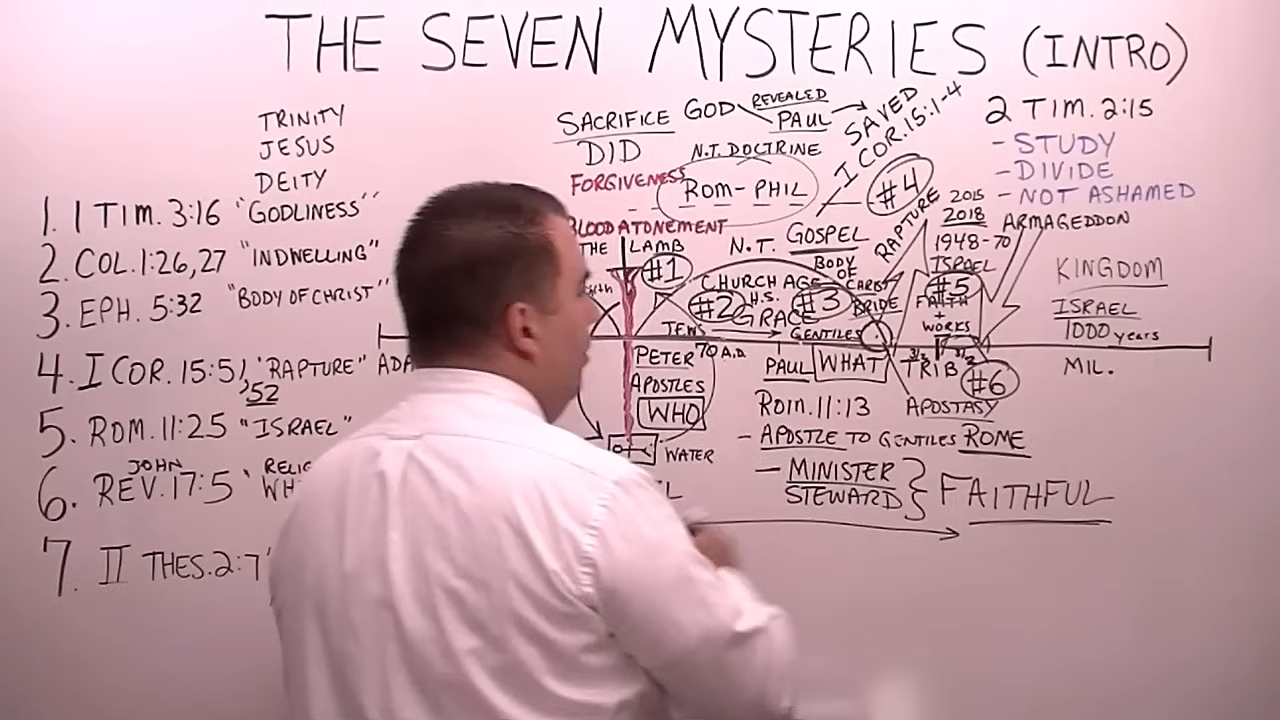 THE SEVEN MYSTERIES (INTRO)
TRINITY
JESUS
DEITY
1. 1 TIM. 3:16 "GODLINESS"
2. COL. 1:26,27 "INDWELLING"
3. EPH. 5:32 "BODY OF CHRIST"
4. I COR. 15:51,52 "RAPTURE"
5. ROM. 11:25 "ISRAEL"
JOHN
6. REV. 17:5
7. II THES. 2:7
SACRIFICE
DID
FORGIVENESS
BLOOD ATONEMENT
THE LAMB
#1
GOD REVEALED
PAUL
N.T. DOCTRINE
ROM - PHIL
SAVED
I COR. 15:1-4
#4
RAPTURE
N.T. GOSPEL
BODY
OF
CHRIST
BRIDE
CHURCH AGE
#2 H.S. #3
GRACE
JEWS
GENTILES
2 TIM. 2:15
- STUDY
- DIVIDE
- NOT ASHAMED
2015
2018
1948-70
ISRAEL
#5
FAITH
+
WORKS
ARMAGEDDON
KINGDOM
ISRAEL
1000 years
MIL.
PETER 70 A.D.
APOSTLES
WHO
WATER
PAUL WHAT
3½ TRIB 3½
#6
ROM. 11:13
APOSTASY
- APOSTLE TO GENTILES ROME
- MINISTER
STEWARD } FAITHFUL